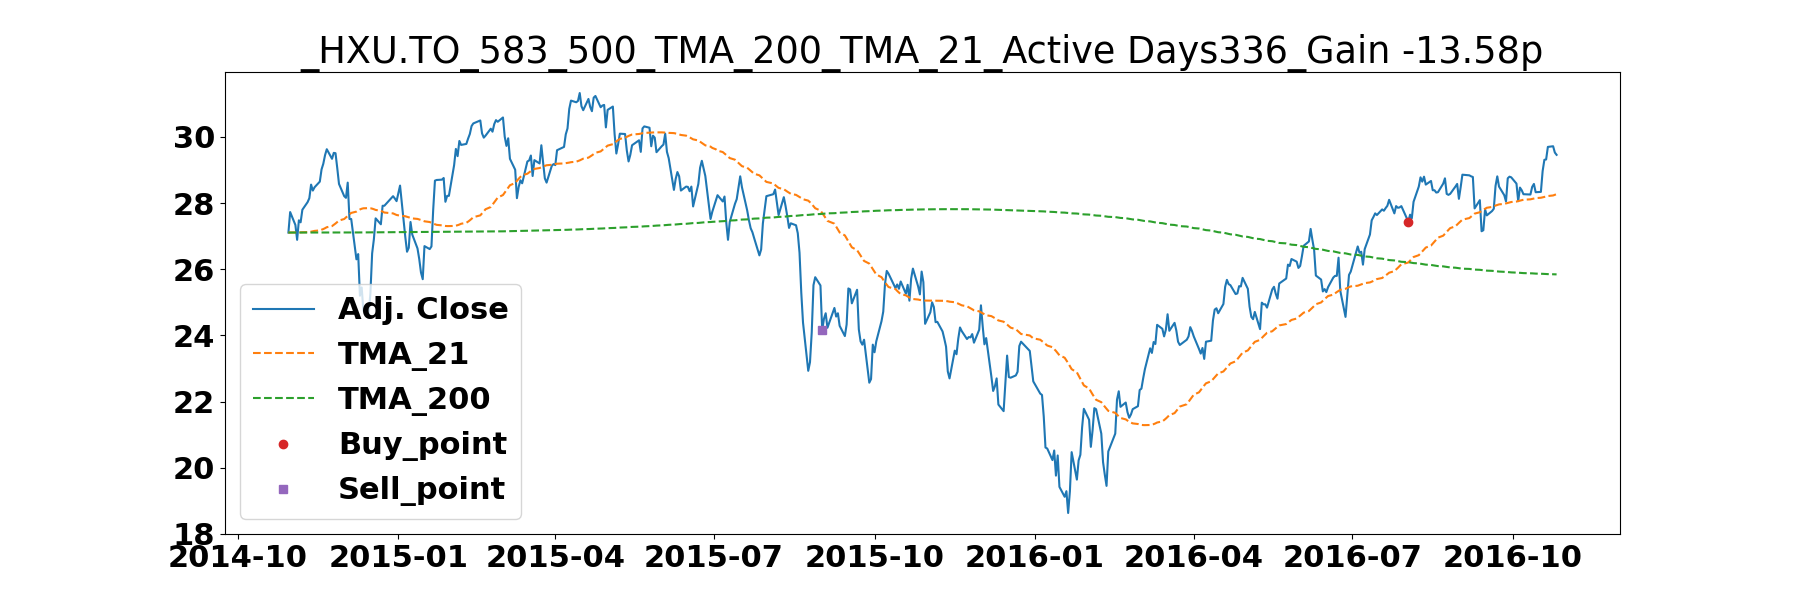 _HXU.TO_583_500_TMA_200_TMA_21_Active Days336_Gain -13.58p
30
28
26
24
22
20
18
Adj. Close
TMA_21
TMA_200
Buy_point
Sell_point
2014-10 2015-01 2015-04 2015-07 2015-10 2016-01 2016-04 2016-07 2016-10